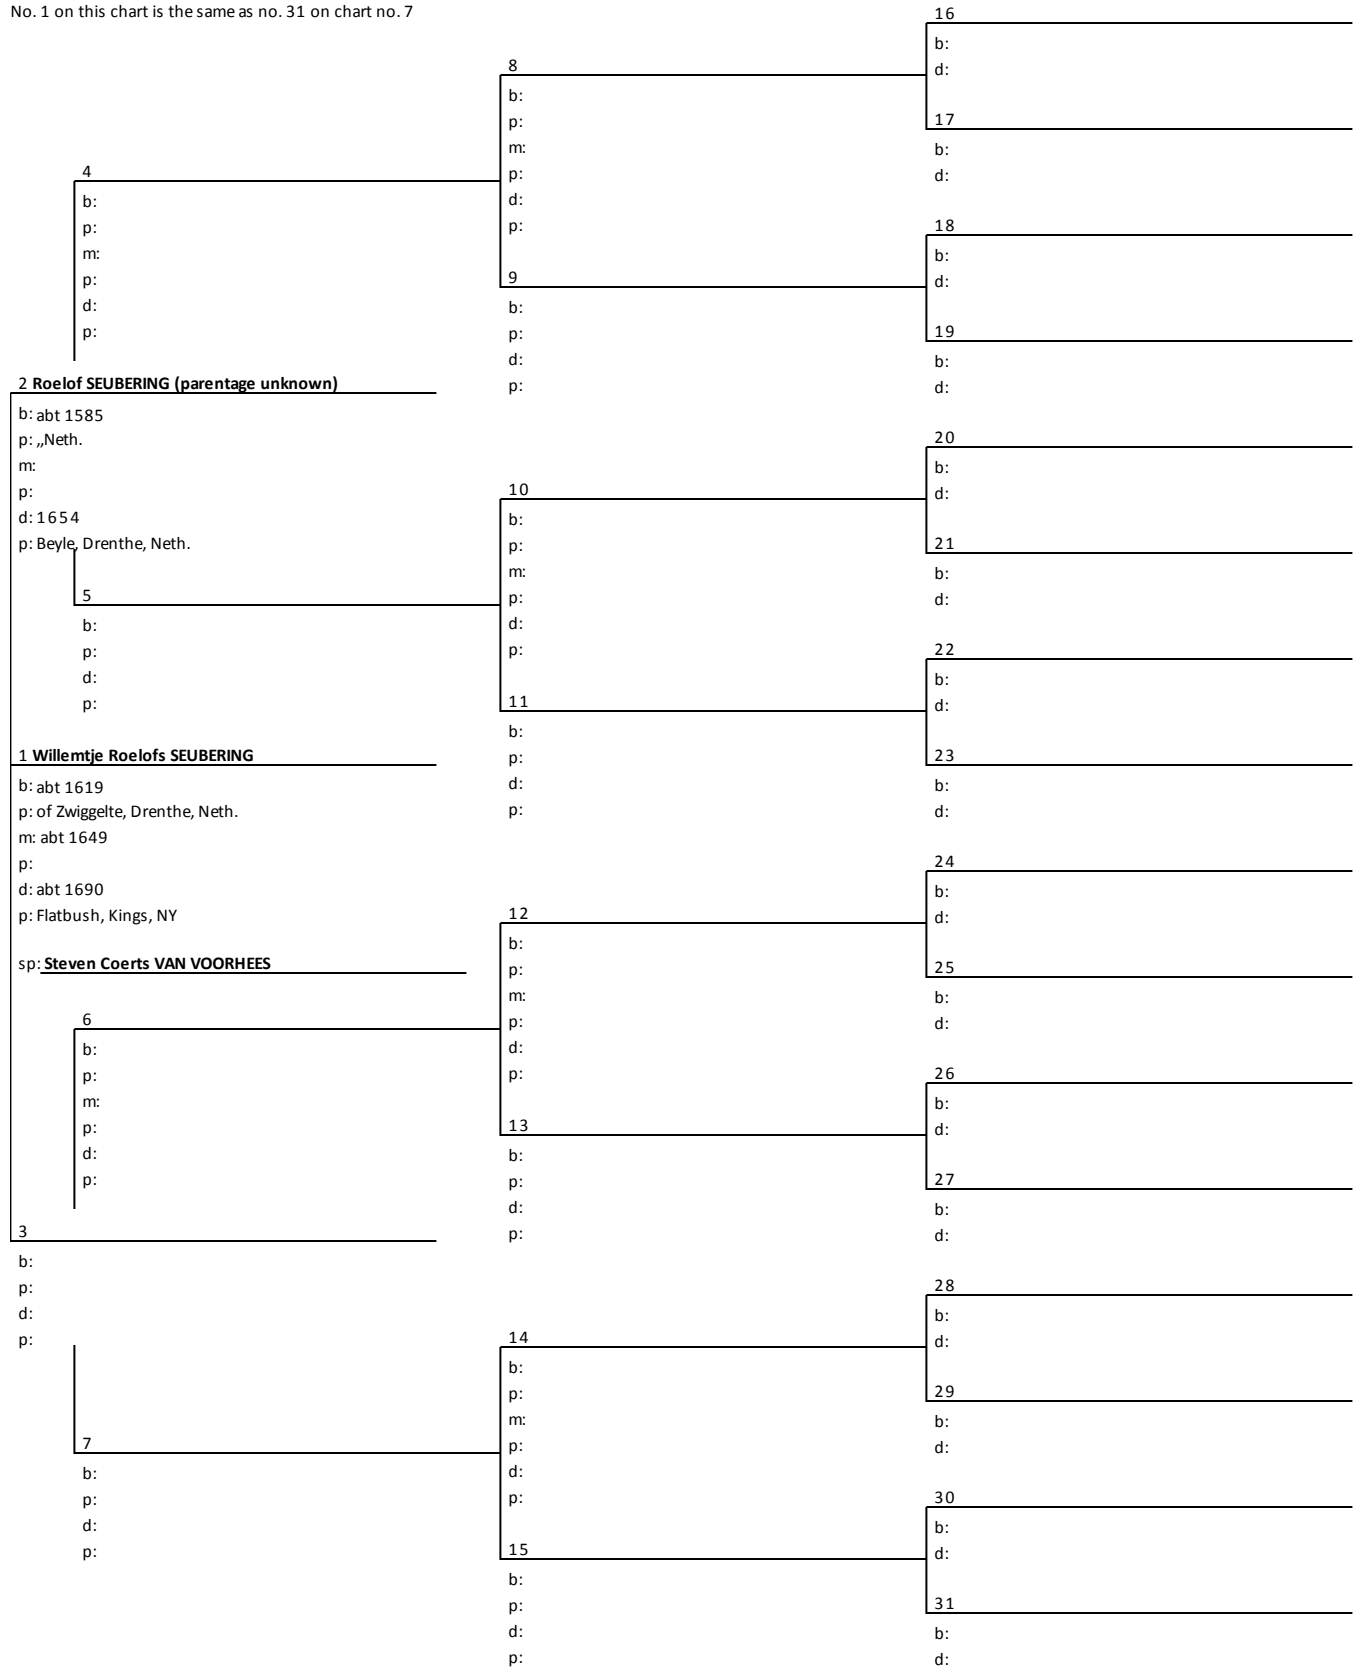 No. 1 on this chart is the same as no. 31 on chart no. 7
16
b:
d:
8
b:
p:
m:
p:
d:
p:
17
b:
d:
4
b:
p:
m:
p:
d:
p:
18
b:
d:
9
b:
p:
d:
p:
19
b:
d:
2 Roelof SEUBERING (parentage unknown)
b: abt 1585
p: ,,Neth.
m:
p:
d: 1654
p: Beyle, Drenthe, Neth.
20
b:
d:
10
b:
p:
m:
p:
d:
p:
21
b:
d:
5
b:
p:
d:
p:
22
b:
d:
11
b:
p:
d:
p:
23
b:
d:
1 Willemtje Roelofs SEUBERING
b: abt 1619
p: of Zwiggelte, Drenthe, Neth.
m: abt 1649
p:
d: abt 1690
p: Flatbush, Kings, NY
sp: Steven Coerts VAN VOORHEES
24
b:
d:
12
b:
p:
m:
p:
d:
p:
25
b:
d:
6
b:
p:
m:
p:
d:
p:
26
b:
d:
13
b:
p:
d:
p:
27
b:
d:
3
b:
p:
d:
p:
28
b:
d:
14
b:
p:
m:
p:
d:
p:
29
b:
d:
7
b:
p:
d:
p:
30
b:
d:
15
b:
p:
d:
p:
31
b:
d: